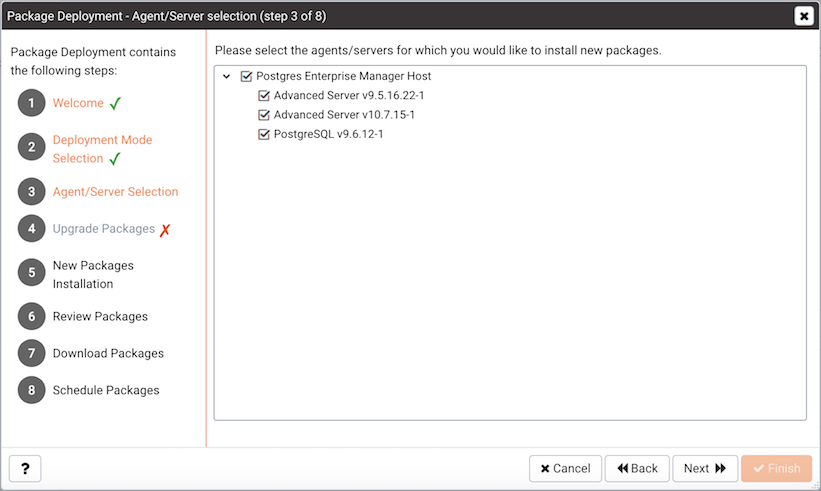 Package Deployment - Agent/Server selection (step 3 of 8)
Package Deployment contains
the following steps:
1 Welcome
2 Deployment Mode
Selection
3 Agent/Server Selection
4 Upgrade Packages
5 New Packages
Installation
6 Review Packages
7 Download Packages
8 Schedule Packages
Please select the agents/servers for which you would like to install new packages.
Postgres Enterprise Manager Host
Advanced Server v9.5.16.22-1
Advanced Server v10.7.15-1
PostgreSQL v9.6.12-1
? Cancel Back Next Finish